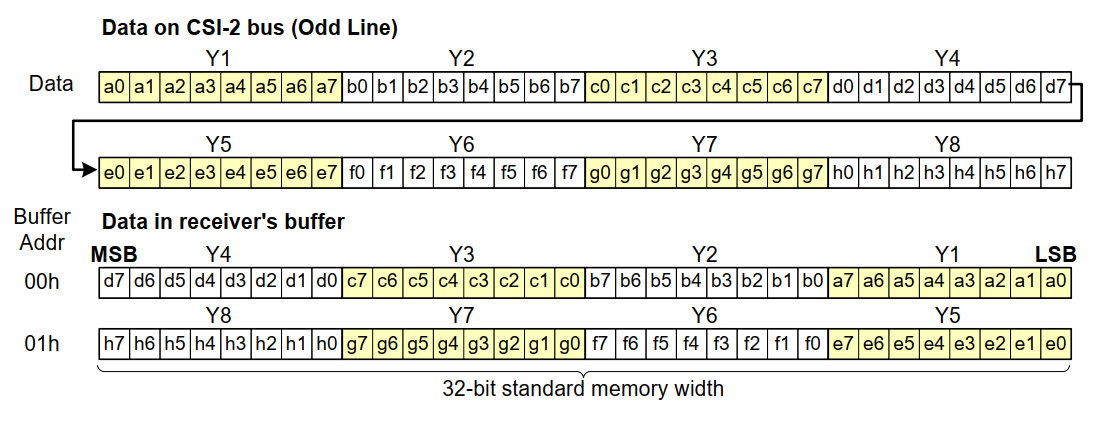 Data on CSI-2 bus (Odd Line)
Y1 Y2 Y3 Y4
Data a0 a1 a2 a3 a4 a5 a6 a7 b0 b1 b2 b3 b4 b5 b6 b7 c0 c1 c2 c3 c4 c5 c6 c7 d0 d1 d2 d3 d4 d5 d6 d7
Y5 Y6 Y7 Y8
e0 e1 e2 e3 e4 e5 e6 e7 f0 f1 f2 f3 f4 f5 f6 f7 g0 g1 g2 g3 g4 g5 g6 g7 h0 h1 h2 h3 h4 h5 h6 h7
Buffer
Addr
Data in receiver's buffer
MSB Y4 Y3 Y2 Y1 LSB
00h d7 d6 d5 d4 d3 d2 d1 d0 c7 c6 c5 c4 c3 c2 c1 c0 b7 b6 b5 b4 b3 b2 b1 b0 a7 a6 a5 a4 a3 a2 a1 a0
Y8 Y7 Y6 Y5
01h h7 h6 h5 h4 h3 h2 h1 h0 g7 g6 g5 g4 g3 g2 g1 g0 f7 f6 f5 f4 f3 f2 f1 f0 e7 e6 e5 e4 e3 e2 e1 e0
32-bit standard memory width